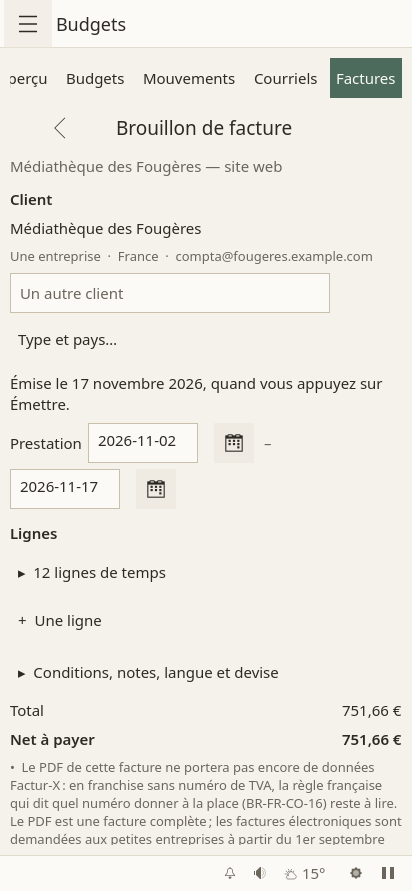 Budgets
perçu Budgets Mouvements Courriels Factures
Brouillon de facture
Médiathèque des Fougères — site web
Client
Médiathèque des Fougères
Une entreprise · France · compta@fougeres.example.com
Un autre client
Type et pays...
Émise le 17 novembre 2026, quand vous appuyez sur
Émettre.
Prestation 2026-11-02 –
2026-11-17
Lignes
▸ 12 lignes de temps
+ Une ligne
▸ Conditions, notes, langue et devise
Total 751,66 €
Net à payer 751,66 €
• Le PDF de cette facture ne portera pas encore de données
Factur-X : en franchise sans numéro de TVA, la règle française
qui dit quel numéro donner à la place (BR-FR-CO-16) reste à lire.
Le PDF est une facture complète ; les factures électroniques sont
demandées aux petites entreprises à partir du 1er septembre
15°